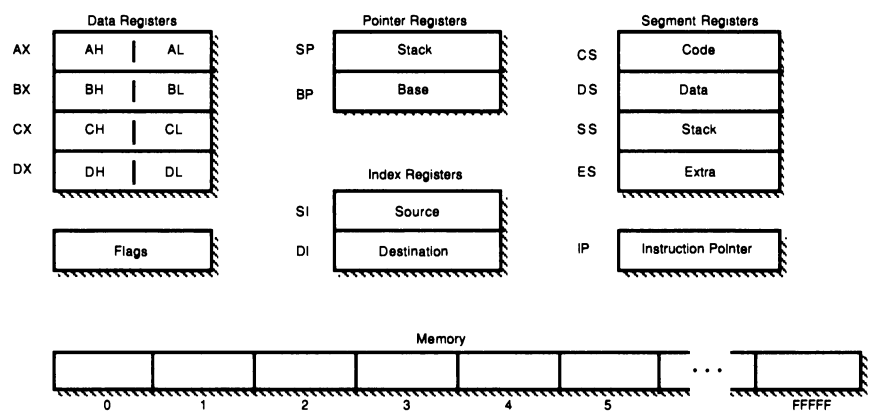 Data Registers
AX AH AL
BX BH BL
CX CH CL
DX DH DL
Flags
Pointer Registers
SP Stack
BP Base
Index Registers
SI Source
DI Destination
Segment Registers
CS Code
DS Data
SS Stack
ES Extra
IP Instruction Pointer
Memory
0 1 2 3 4 5 ... FFFFF